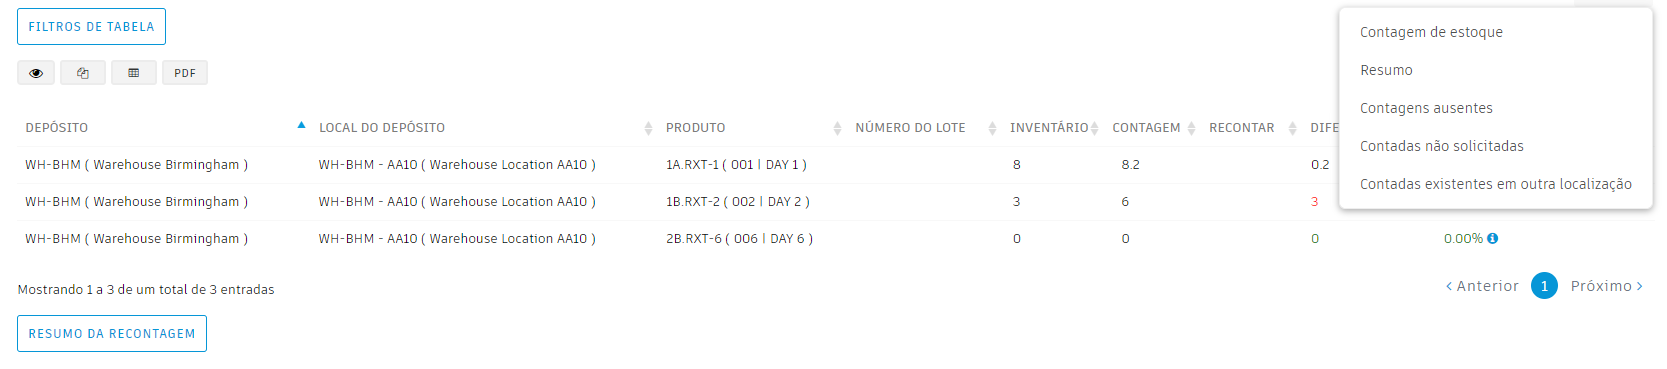 FILTROS DE TABELA
PDF
Contagem de estoque
Resumo
Contagens ausentes
Contadas não solicitadas
Contadas existentes em outra localização
DEPÓSITO LOCAL DO DEPÓSITO PRODUTO NÚMERO DO LOTE INVENTÁRIO CONTAGEM RECONTAR DIFE
WH-BHM ( Warehouse Birmingham ) WH-BHM - AA10 ( Warehouse Location AA10 ) 1A.RXT-1 ( 001 | DAY 1 ) 8 8.2 0.2
WH-BHM ( Warehouse Birmingham ) WH-BHM - AA10 ( Warehouse Location AA10 ) 1B.RXT-2 ( 002 | DAY 2 ) 3 6 3
WH-BHM ( Warehouse Birmingham ) WH-BHM - AA10 ( Warehouse Location AA10 ) 2B.RXT-6 ( 006 | DAY 6 ) 0 0 0 0.00%
Mostrando 1 a 3 de um total de 3 entradas
Anterior 1 Próximo
RESUMO DA RECONTAGEM